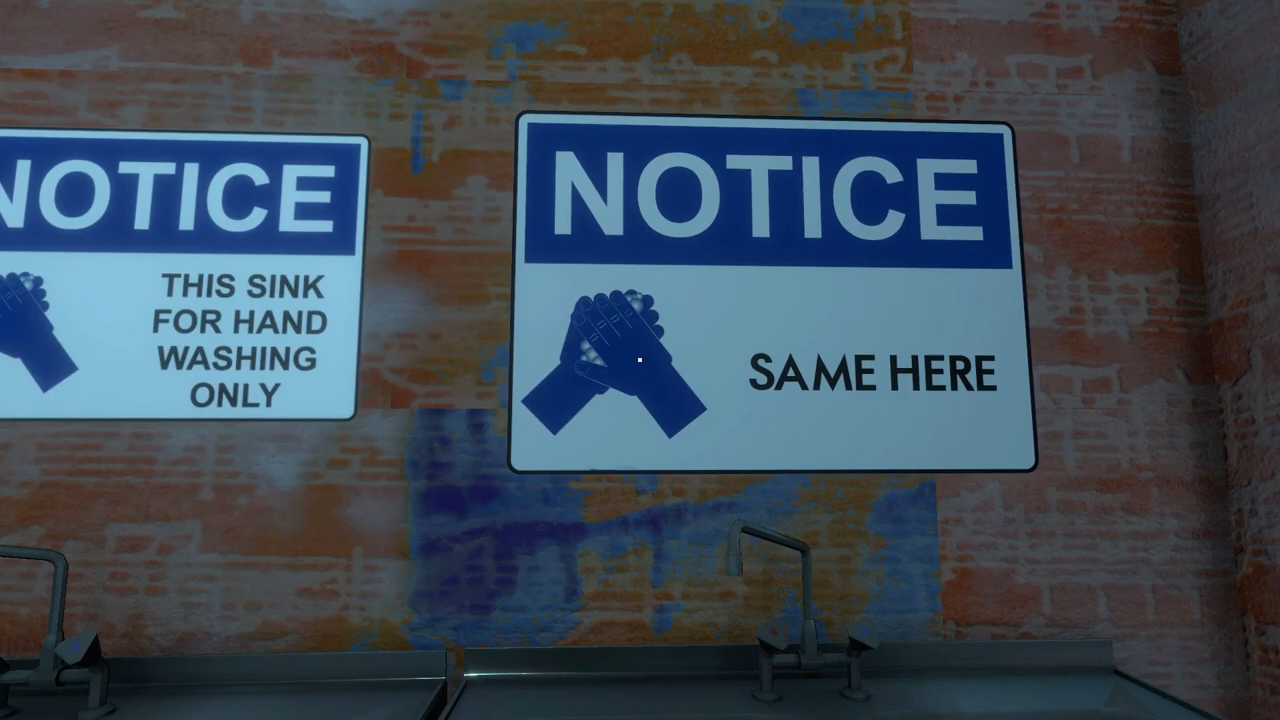 NOTICE
THIS SINK
FOR HAND
WASHING
ONLY
NOTICE
SAME HERE